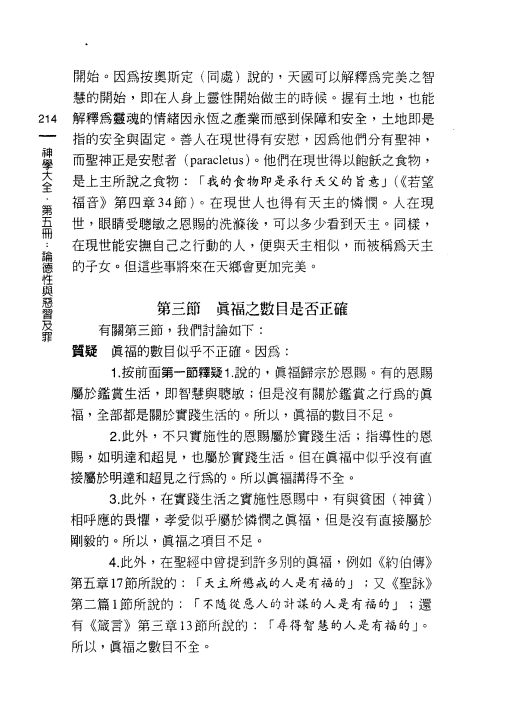 開始。因爲按奧斯定（同處）說的，天國可以解釋爲完美之智
慧的開始，即在人身上靈性開始做主的時候。握有土地，也能
解釋爲靈魂的情緒因永恆之產業而感到保障和安全，土地即是
指的安全與固定。善人在現世得有安慰，因爲他們分有聖神，
而聖神正是安慰者（paracletus）。他們在現世得以飽飫之食物，
是上主所說之食物：「我的食物即是承行天父的旨意」（《若望
福音》第四章34節）。在現世人也得有天主的憐憫。人在現
世，眼睛受聰敏之恩賜的洗滌後，可以多少看到天主。同樣，
在現世能安撫自己之行動的人，便與天主相似，而被稱爲天主
的子女。但這些事將來在天鄉會更加完美。
第三節　眞福之數目是否正確
有關第三節，我們討論如下：
質疑　眞福的數目似乎不正確。因爲：
1.按前面第一節釋疑1.說的，眞福歸宗於恩賜。有的恩賜
屬於鑑賞生活，即智慧與聰敏；但是沒有關於鑑賞之行爲的眞
福，全部都是關於實踐生活的。所以，眞福的數目不足。
2.此外，不只實施性的恩賜屬於實踐生活；指導性的恩
賜，如明達和超見，也屬於實踐生活。但在眞福中似乎沒有直
接屬於明達和超見之行爲的。所以眞福講得不全。
3.此外，在實踐生活之實施性恩賜中，有與貧困（神貧）
相呼應的畏懼，孝愛似乎屬於憐憫之眞福，但是沒有直接屬於
剛毅的。所以，眞福之項目不足。
4.此外，在聖經中曾提到許多別的眞福，例如《約伯傳》
第五章17節所說的：「天主所懲戒的人是有福的」；又《聖詠》
第二篇1節所說的：「不隨從惡人的計謀的人是有福的」；還
有《箴言》第三章13節所說的：「尋得智慧的人是有福的」。
所以，眞福之數目不全。
214
神學大全．第五冊：論德性與惡習及罪